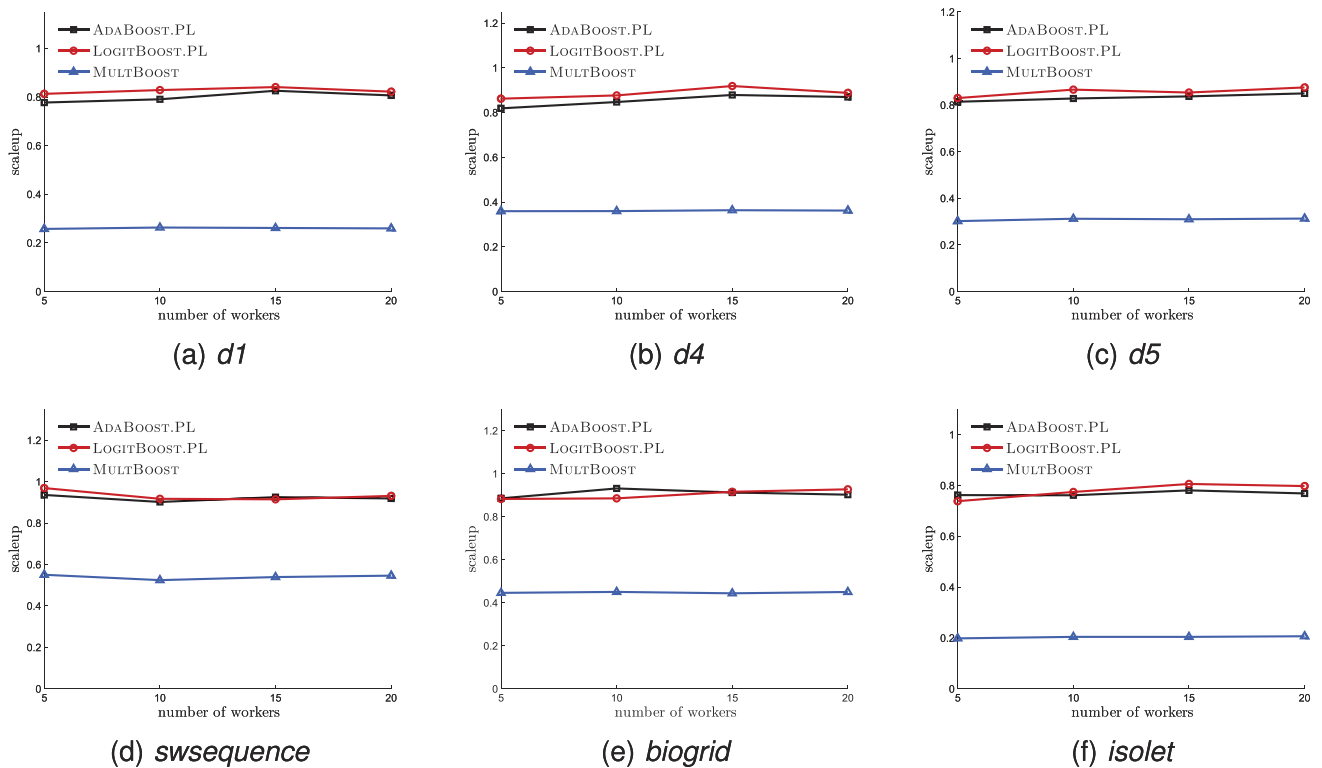 ADABOOST.PL
LOGITBOOST.PL
MULTBOOST
1
0.8
0.6
0.4
0.2
0
scaleup
5 10 15 20
number of workers
(a) d1
ADABOOST.PL
LOGITBOOST.PL
MULTBOOST
1.2
1
0.8
0.6
0.4
0.2
0
scaleup
5 10 15 20
number of workers
(b) d4
ADABOOST.PL
LOGITBOOST.PL
MULTBOOST
1.2
1
0.8
0.6
0.4
0.2
0
scaleup
5 10 15 20
number of workers
(c) d5
ADABOOST.PL
LOGITBOOST.PL
MULTBOOST
1.2
1
0.8
0.6
0.4
0.2
0
scaleup
5 10 15 20
number of workers
(d) swsequence
ADABOOST.PL
LOGITBOOST.PL
MULTBOOST
1.2
1
0.8
0.6
0.4
0.2
0
scaleup
5 10 15 20
number of workers
(e) biogrid
ADABOOST.PL
LOGITBOOST.PL
MULTBOOST
1
0.8
0.6
0.4
0.2
0
scaleup
5 10 15 20
number of workers
(f) isolet